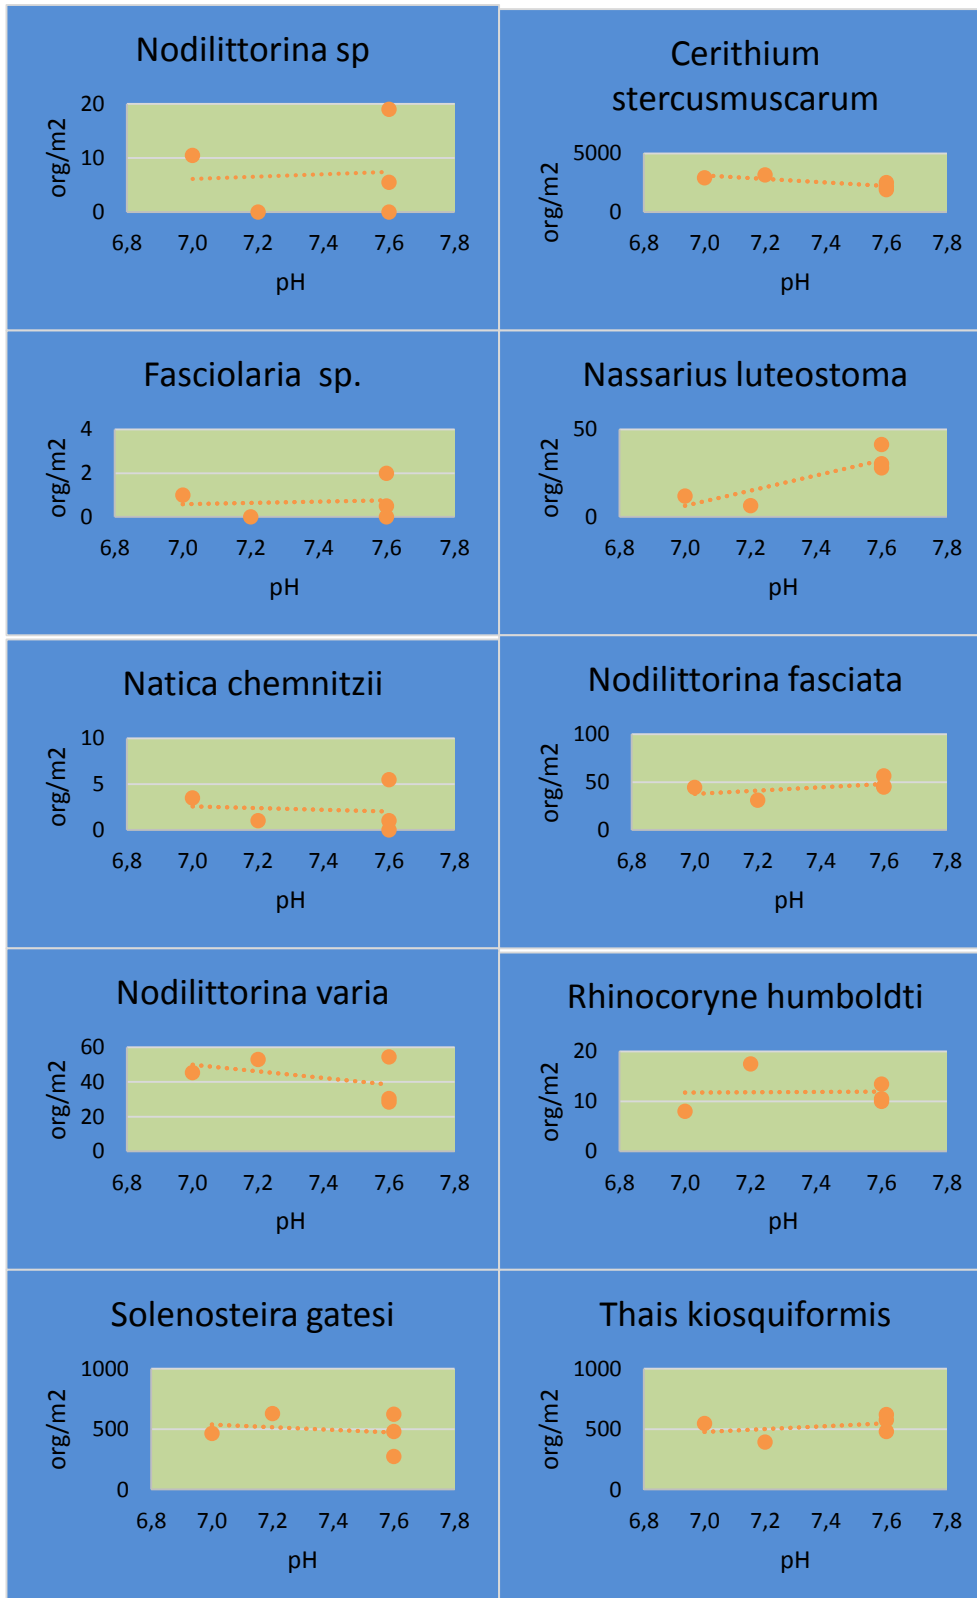 Nodilittorina sp
org/m2
20
10
0
6,8 7,0 7,2 7,4 7,6 7,8
pH
Cerithium
stercusmuscarum
org/m2
5000
0
6,8 7,0 7,2 7,4 7,6 7,8
pH
Fasciolaria sp.
org/m2
4
2
0
6,8 7,0 7,2 7,4 7,6 7,8
pH
Nassarius luteostoma
org/m2
50
0
6,8 7,0 7,2 7,4 7,6 7,8
pH
Natica chemnitzii
org/m2
10
5
0
6,8 7,0 7,2 7,4 7,6 7,8
pH
Nodilittorina fasciata
org/m2
100
50
0
6,8 7,0 7,2 7,4 7,6 7,8
pH
Nodilittorina varia
org/m2
60
40
20
0
6,8 7,0 7,2 7,4 7,6 7,8
pH
Rhinocoryne humboldti
org/m2
20
10
0
6,8 7,0 7,2 7,4 7,6 7,8
pH
Solenosteira gatesi
org/m2
1000
500
0
6,8 7,0 7,2 7,4 7,6 7,8
pH
Thais kiosquiformis
org/m2
1000
500
0
6,8 7,0 7,2 7,4 7,6 7,8
pH